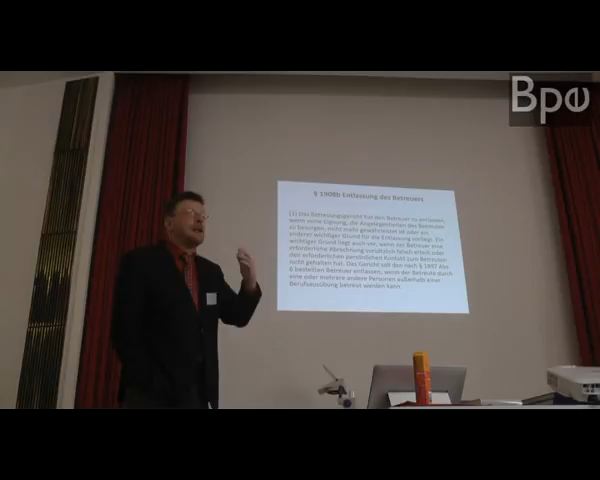 Bpe
§ 1908b Entlassung des Betreuers
(1) Das Betreuungsgericht hat den Betreuer zu entlassen,
wenn seine Eignung, die Angelegenheiten des Betreuten
zu besorgen, nicht mehr gewährleistet ist oder ein
anderer wichtiger Grund für die Entlassung vorliegt. Ein
wichtiger Grund liegt auch vor, wenn der Betreuer eine
erforderliche Abrechnung vorsätzlich falsch erteilt oder
den erforderlichen persönlichen Kontakt zum Betreuten
nicht gehalten hat. Das Gericht soll den nach § 1897 Abs.
6 bestellten Betreuer entlassen, wenn der Betreute durch
eine oder mehrere andere Personen außerhalb einer
Berufsausübung betreut werden kann.